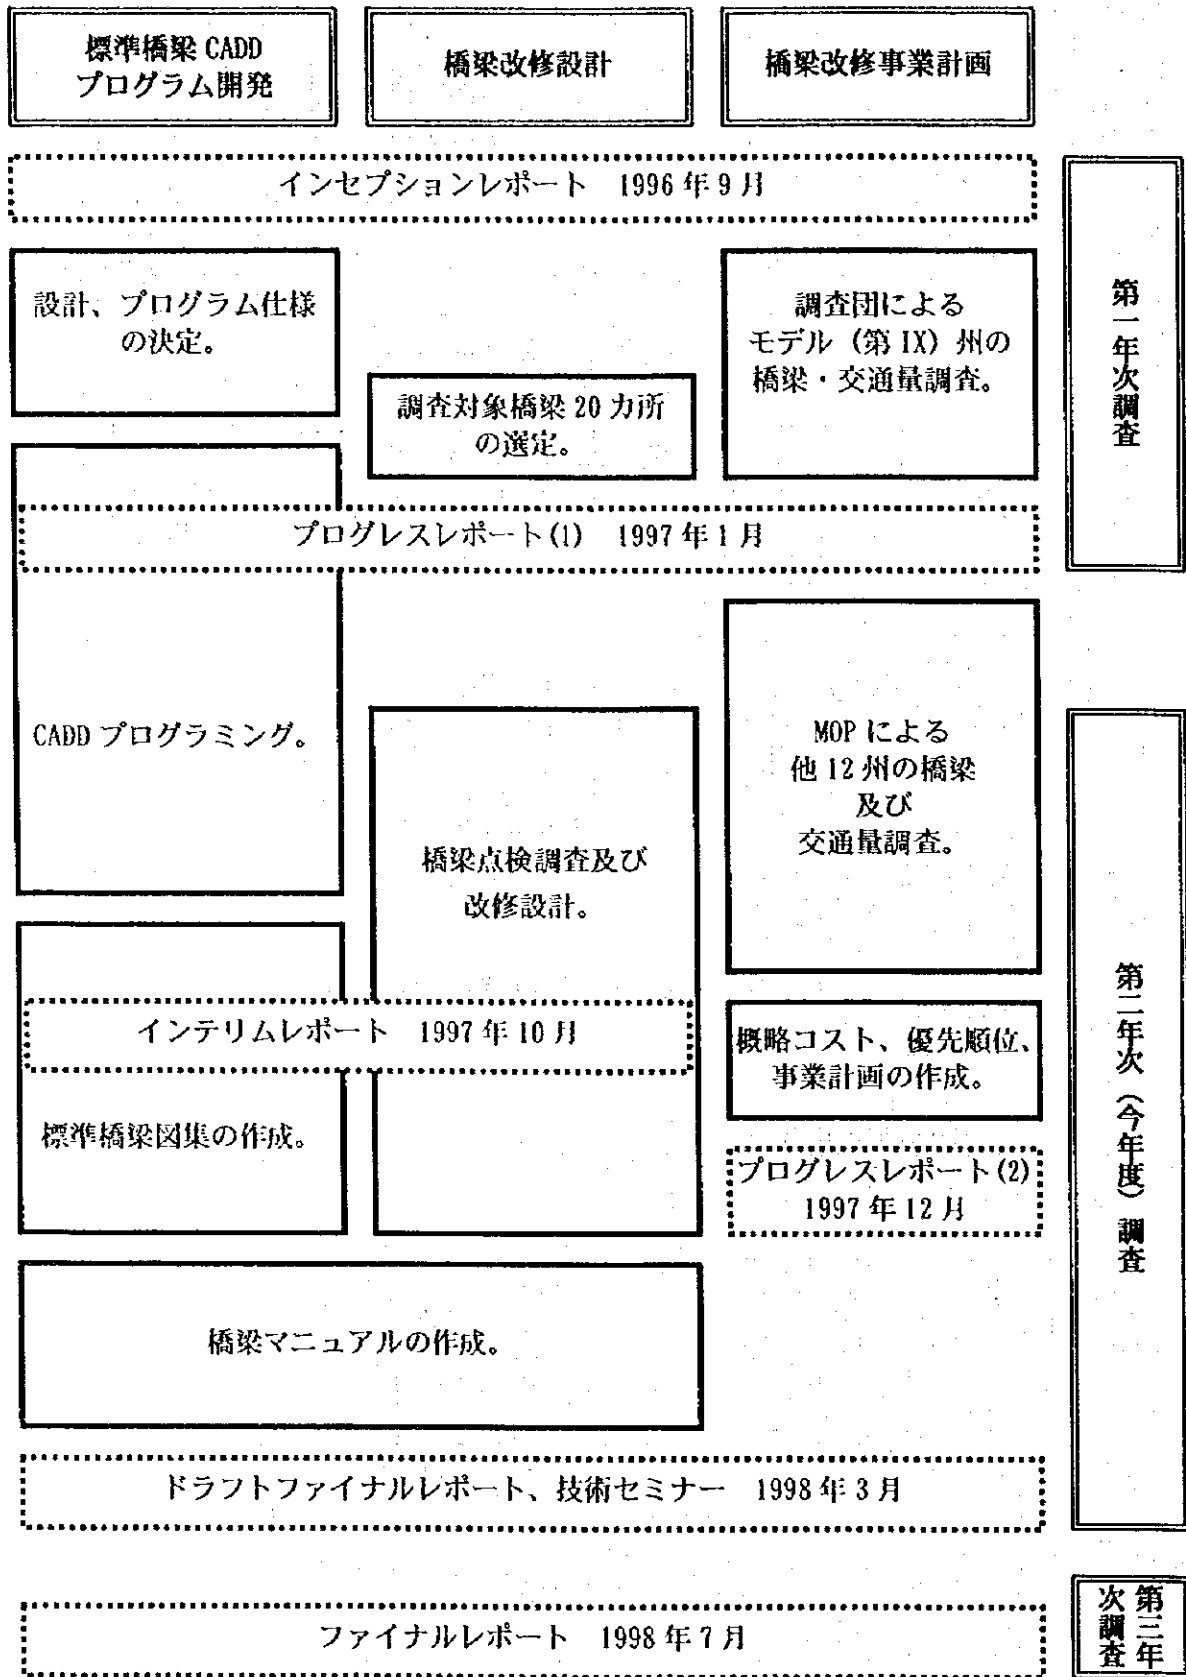 標準橋梁 CADD
プログラム開発
橋梁改修設計
橋梁改修事業計画
インセプションレポート 1996 年 9 月
設計、プログラム仕様
の決定。
調査対象橋梁 20 カ所
の選定。
調査団による
モデル（第 IX）州の
橋梁・交通量調査。
第一年次調査
プログレスレポート(1) 1997 年 1 月
CADD プログラミング。
橋梁点検調査及び
改修設計。
MOP による
他 12 州の橋梁
及び
交通量調査。
インテリムレポート 1997 年 10 月
概略コスト、優先順位、
事業計画の作成。
標準橋梁図集の作成。
プログレスレポート(2)
1997 年 12 月
第二年次（今年度）調査
橋梁マニュアルの作成。
ドラフトファイナルレポート、技術セミナー 1998 年 3 月
ファイナルレポート 1998 年 7 月
第三年
次調査